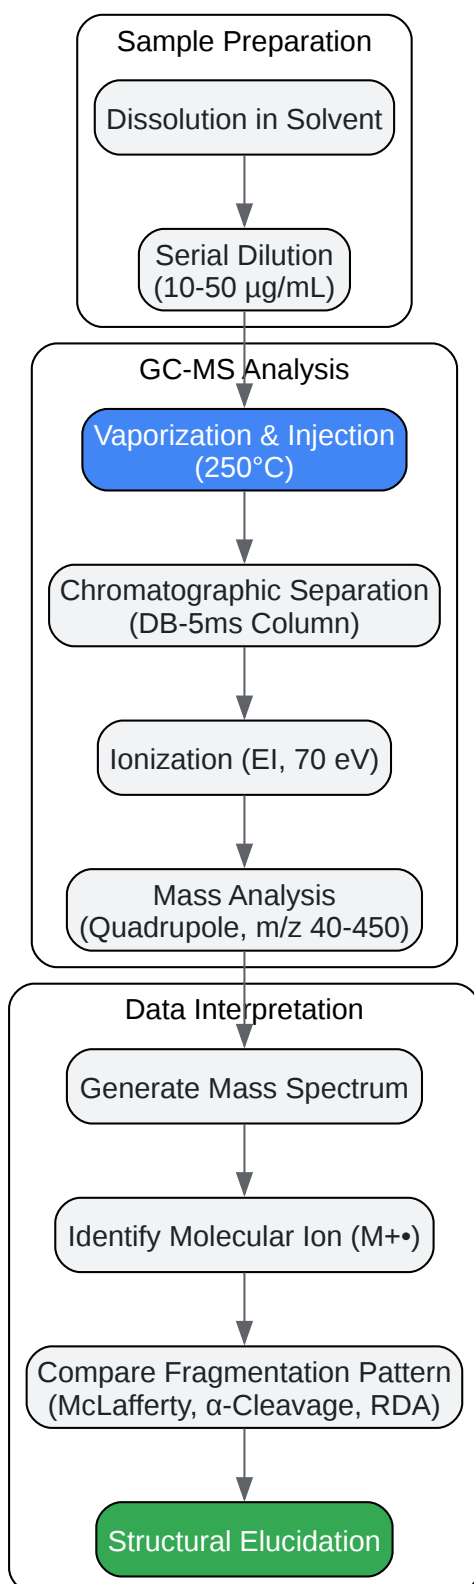 Sample Preparation
Dissolution in Solvent
Serial Dilution
(10-50 µg/mL)
GC-MS Analysis
Vaporization & Injection
(250°C)
Chromatographic Separation
(DB-5ms Column)
Ionization (EI, 70 eV)
Mass Analysis
(Quadrupole, m/z 40-450)
Data Interpretation
Generate Mass Spectrum
Identify Molecular Ion (M+•)
Compare Fragmentation Pattern
(McLafferty, α-Cleavage, RDA)
Structural Elucidation